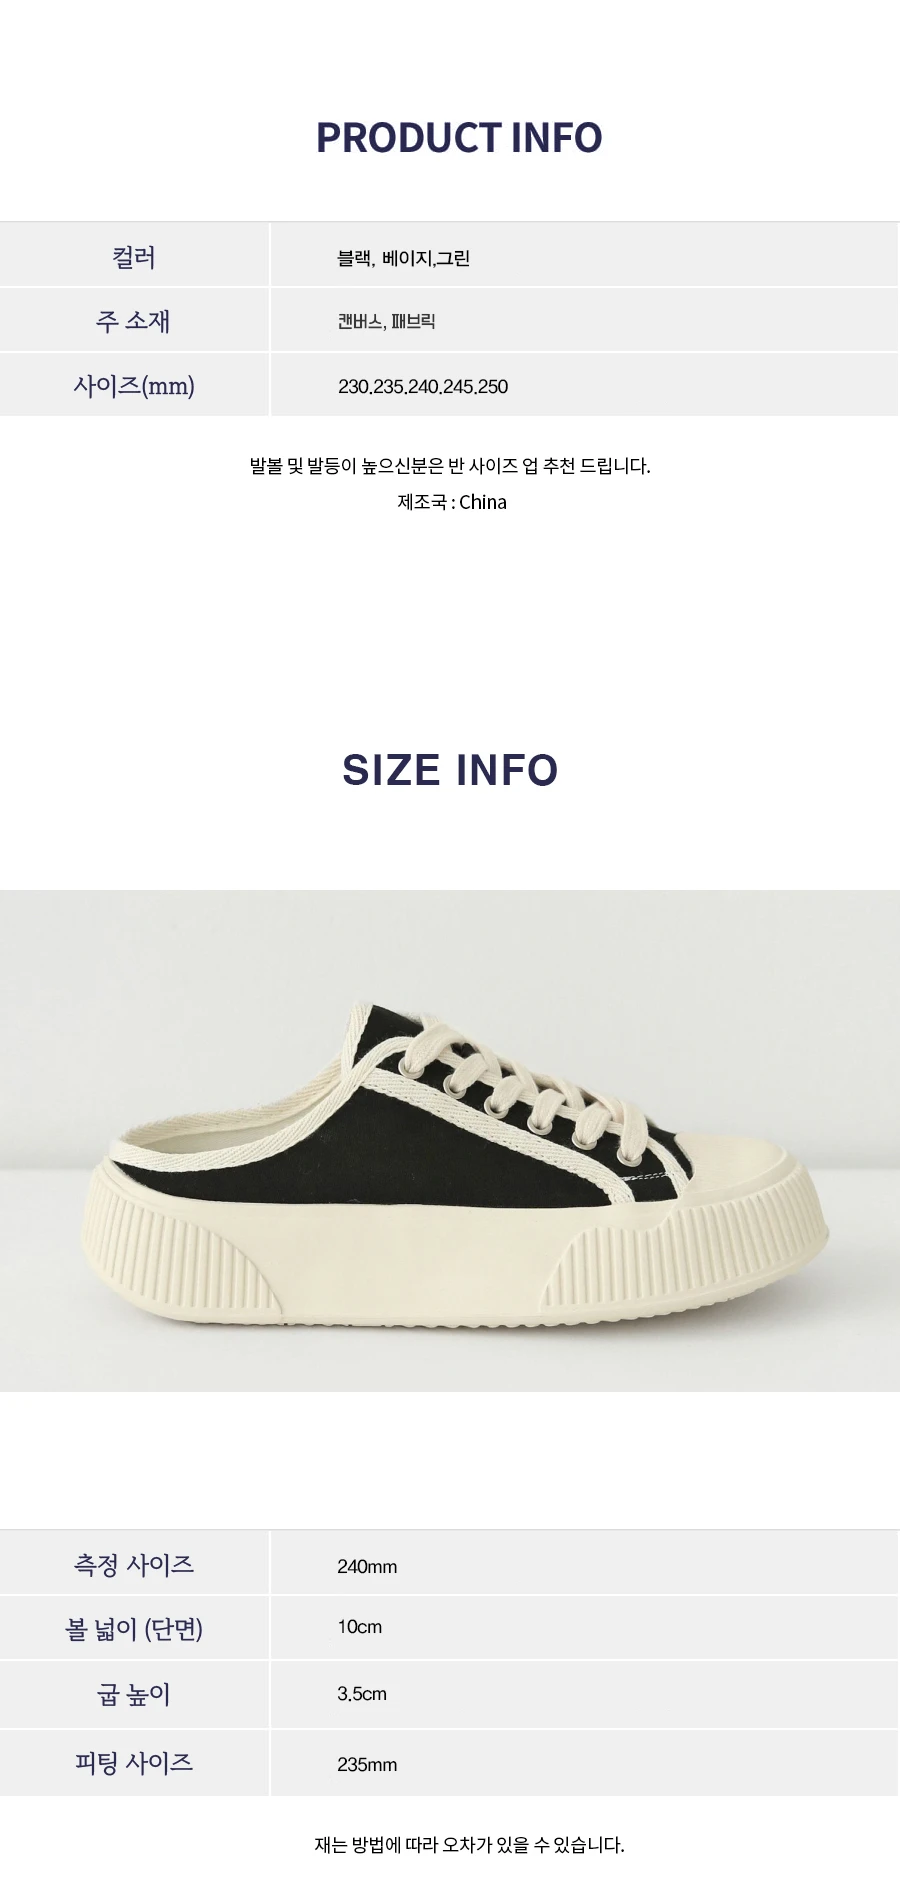 PRODUCT INFO
컬러 블랙, 베이지,그린
주 소재 캔버스, 패브릭
사이즈(mm) 230.235.240.245.250
발볼 및 발등이 높으신분은 반 사이즈 업 추천 드립니다.
제조국 : China
SIZE INFO
측정 사이즈 240mm
볼 넓이 (단면) 10cm
굽 높이 3.5cm
피팅 사이즈 235mm
재는 방법에 따라 오차가 있을 수 있습니다.